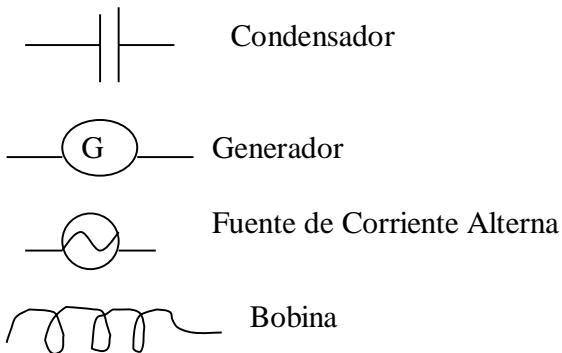 Condensador
G Generador
Fuente de Corriente Alterna
Bobina